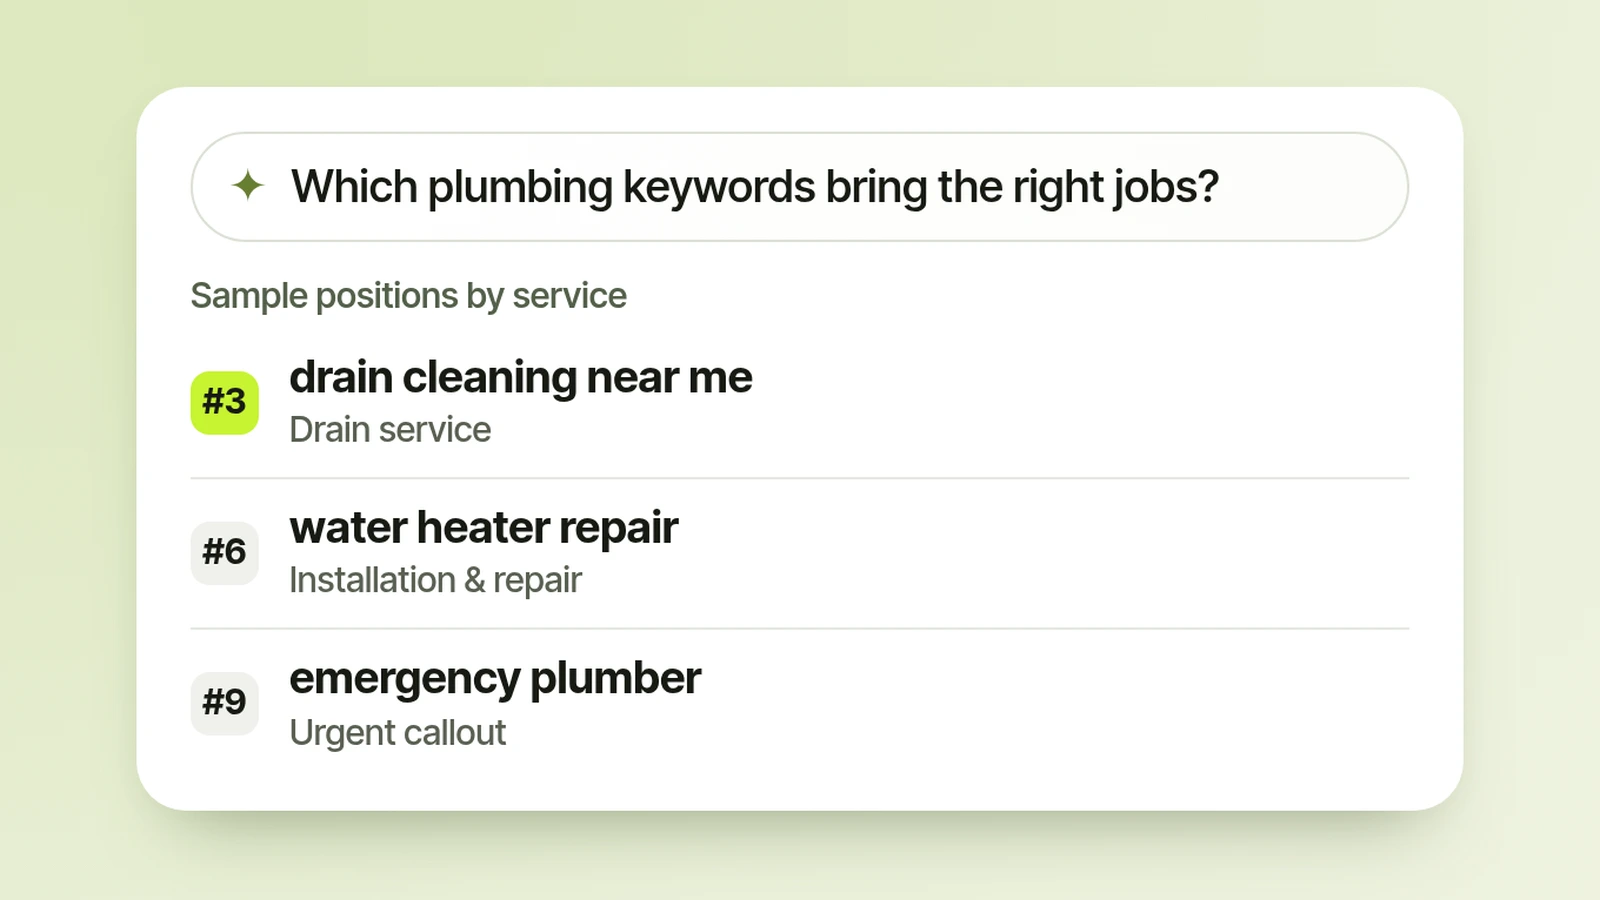 Which plumbing keywords bring the right jobs?
Sample positions by service
#3
drain cleaning near me
Drain service
#6
water heater repair
Installation & repair
#9
emergency plumber
Urgent callout